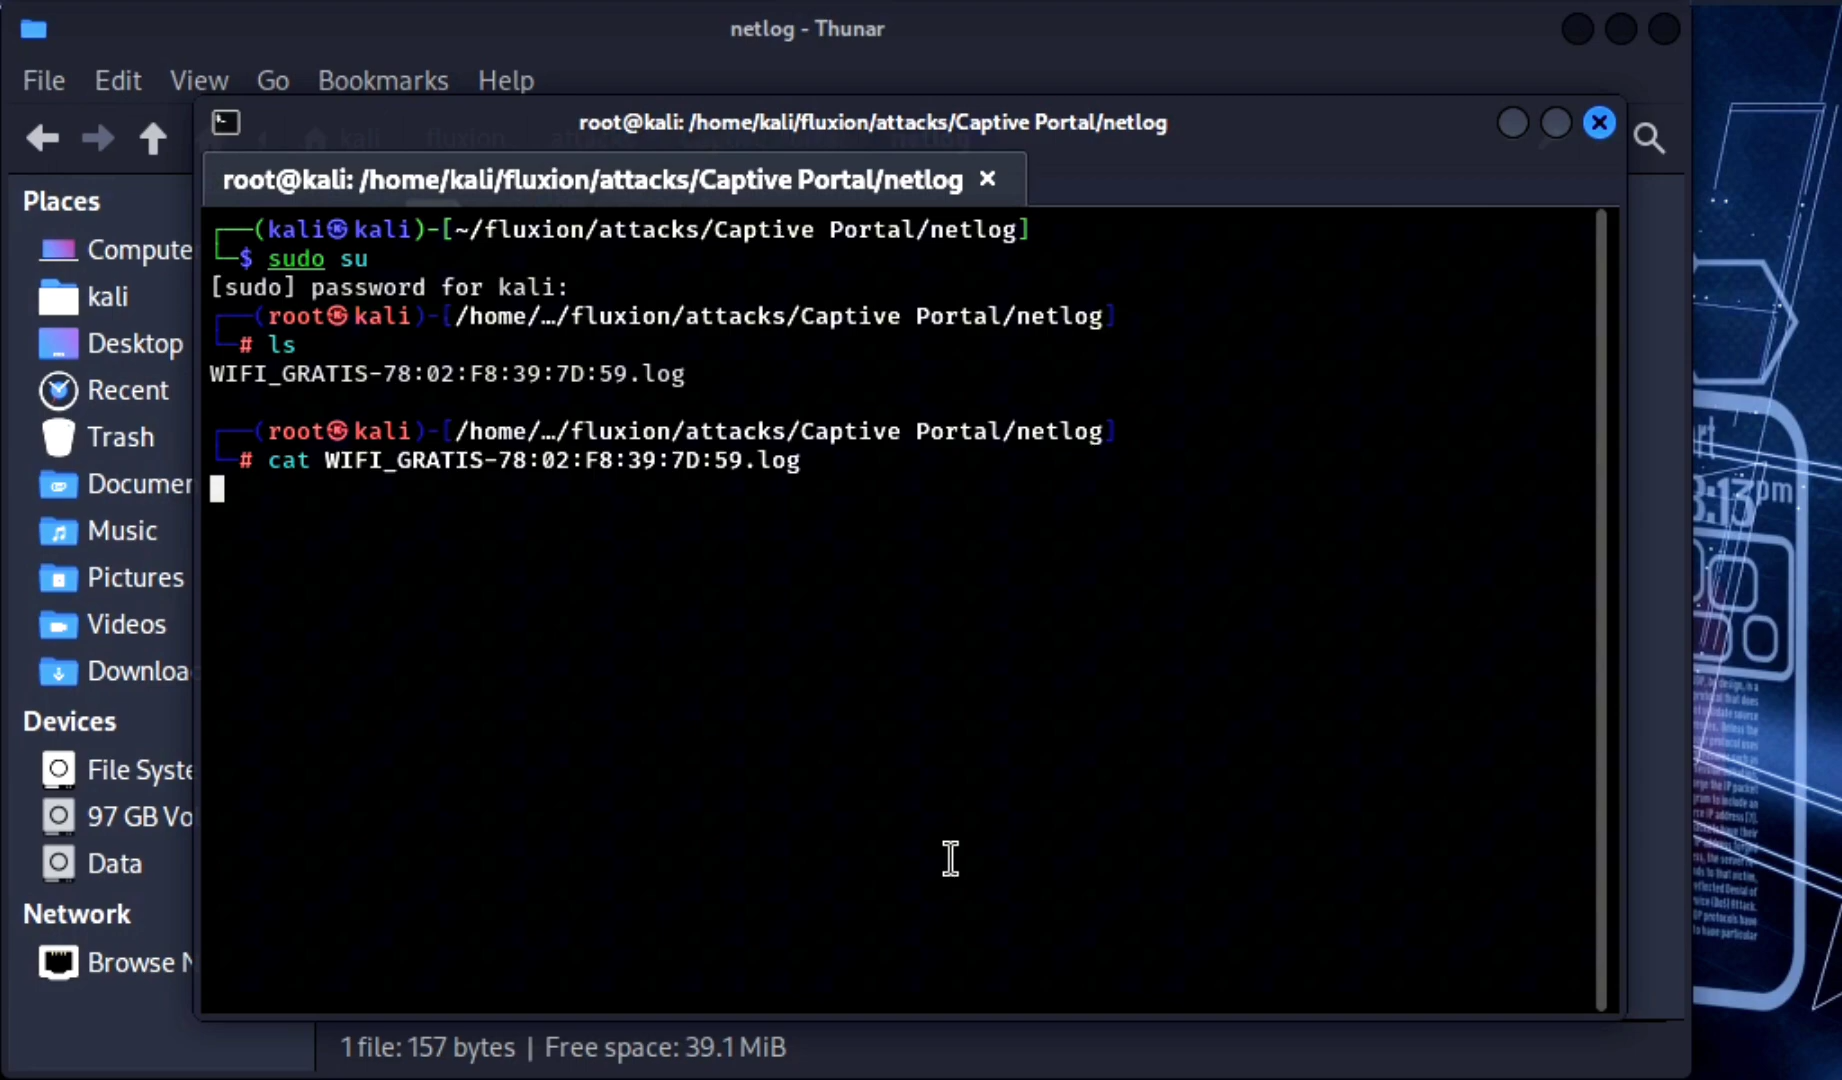 netlog - Thunar
File Edit View Go Bookmarks Help
root@kali: /home/kali/fluxion/attacks/Captive Portal/netlog
root@kali: /home/kali/fluxion/attacks/Captive Portal/netlog ×
Places
Compute
kali
Desktop
Recent
Trash
Documen
Music
Pictures
Videos
Downloa
Devices
File Syste
97 GB Vo
Data
Network
Browse N
┌──(kali㉿kali)-[~/fluxion/attacks/Captive Portal/netlog]
└─$ sudo su
[sudo] password for kali:
┌──(root㉿kali)-[/home/…/fluxion/attacks/Captive Portal/netlog]
└─# ls
WIFI_GRATIS-78:02:F8:39:7D:59.log
┌──(root㉿kali)-[/home/…/fluxion/attacks/Captive Portal/netlog]
└─# cat WIFI_GRATIS-78:02:F8:39:7D:59.log
1 file: 157 bytes | Free space: 39.1 MiB
3:13pm